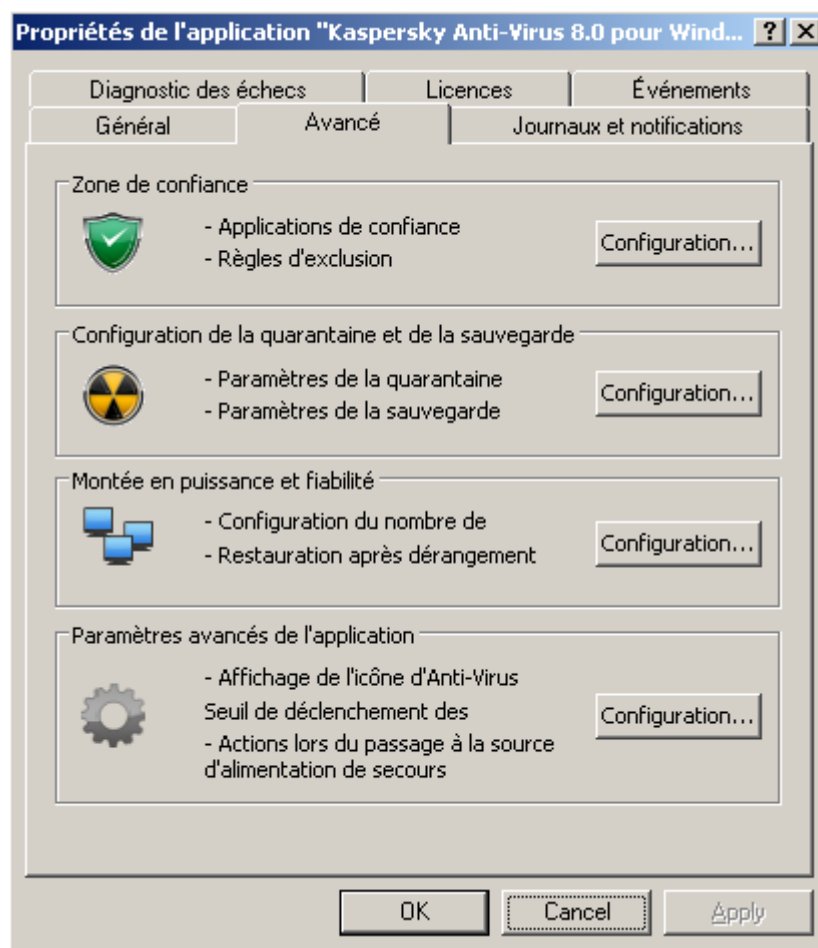 Propriétés de l'application "Kaspersky Anti-Virus 8.0 pour Wind...
Diagnostic des échecs
Licences
Événements
Général
Avancé
Journaux et notifications
Zone de confiance
- Applications de confiance
- Règles d'exclusion
Configuration...
Configuration de la quarantaine et de la sauvegarde
- Paramètres de la quarantaine
- Paramètres de la sauvegarde
Configuration...
Montée en puissance et fiabilité
- Configuration du nombre de
- Restauration après dérangement
Configuration...
Paramètres avancés de l'application
- Affichage de l'icône d'Anti-Virus
Seuil de déclenchement des
- Actions lors du passage à la source
d'alimentation de secours
Configuration...
OK
Cancel
Apply